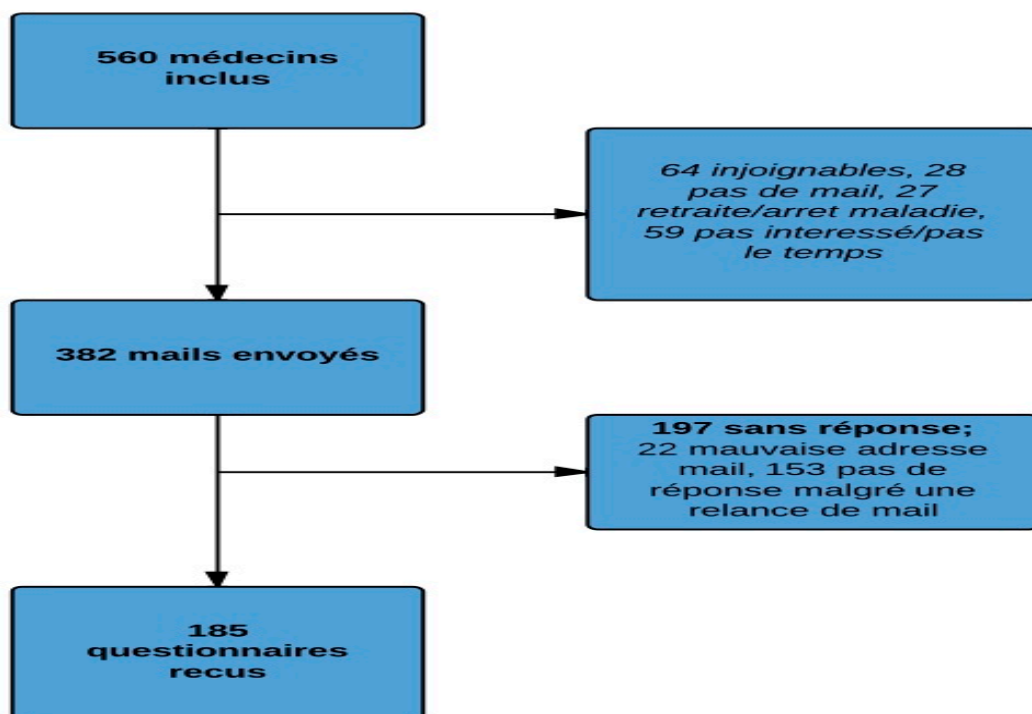 560 médecins
inclus
64 injoignables, 28
pas de mail, 27
retraite/arret maladie,
59 pas interessé/pas
le temps
382 mails envoyés
197 sans réponse;
22 mauvaise adresse
mail, 153 pas de
réponse malgré une
relance de mail
185
questionnaires
recus